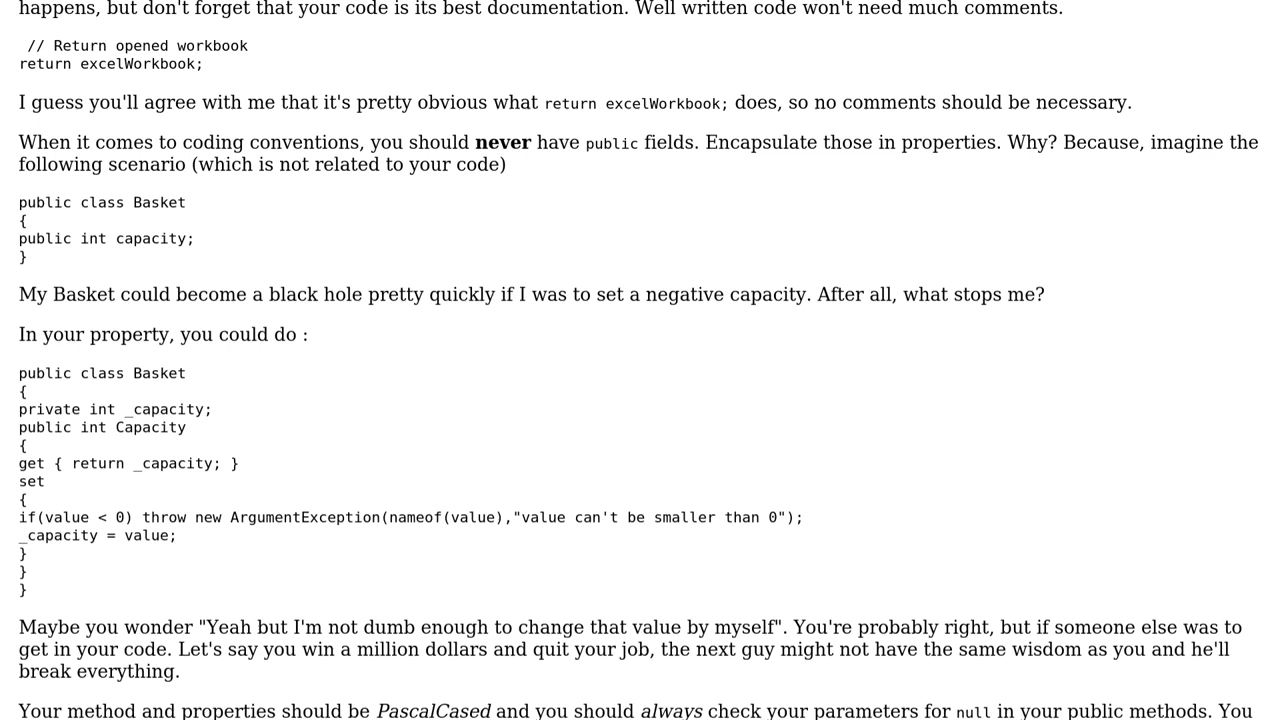 happens, but don't forget that your code is its best documentation. Well written code won't need much comments.
// Return opened workbook
return excelWorkbook;
I guess you'll agree with me that it's pretty obvious what return excelWorkbook; does, so no comments should be necessary.
When it comes to coding conventions, you should never have public fields. Encapsulate those in properties. Why? Because, imagine the
following scenario (which is not related to your code)
public class Basket
{
public int capacity;
}
My Basket could become a black hole pretty quickly if I was to set a negative capacity. After all, what stops me?
In your property, you could do :
public class Basket
{
private int _capacity;
public int Capacity
{
get { return _capacity; }
set
{
if(value < 0) throw new ArgumentException(nameof(value),"value can't be smaller than 0");
_capacity = value;
}
}
}
Maybe you wonder "Yeah but I'm not dumb enough to change that value by myself". You're probably right, but if someone else was to
get in your code. Let's say you win a million dollars and quit your job, the next guy might not have the same wisdom as you and he'll
break everything.
Your method and properties should be PascalCased and you should always check your parameters for null in your public methods. You